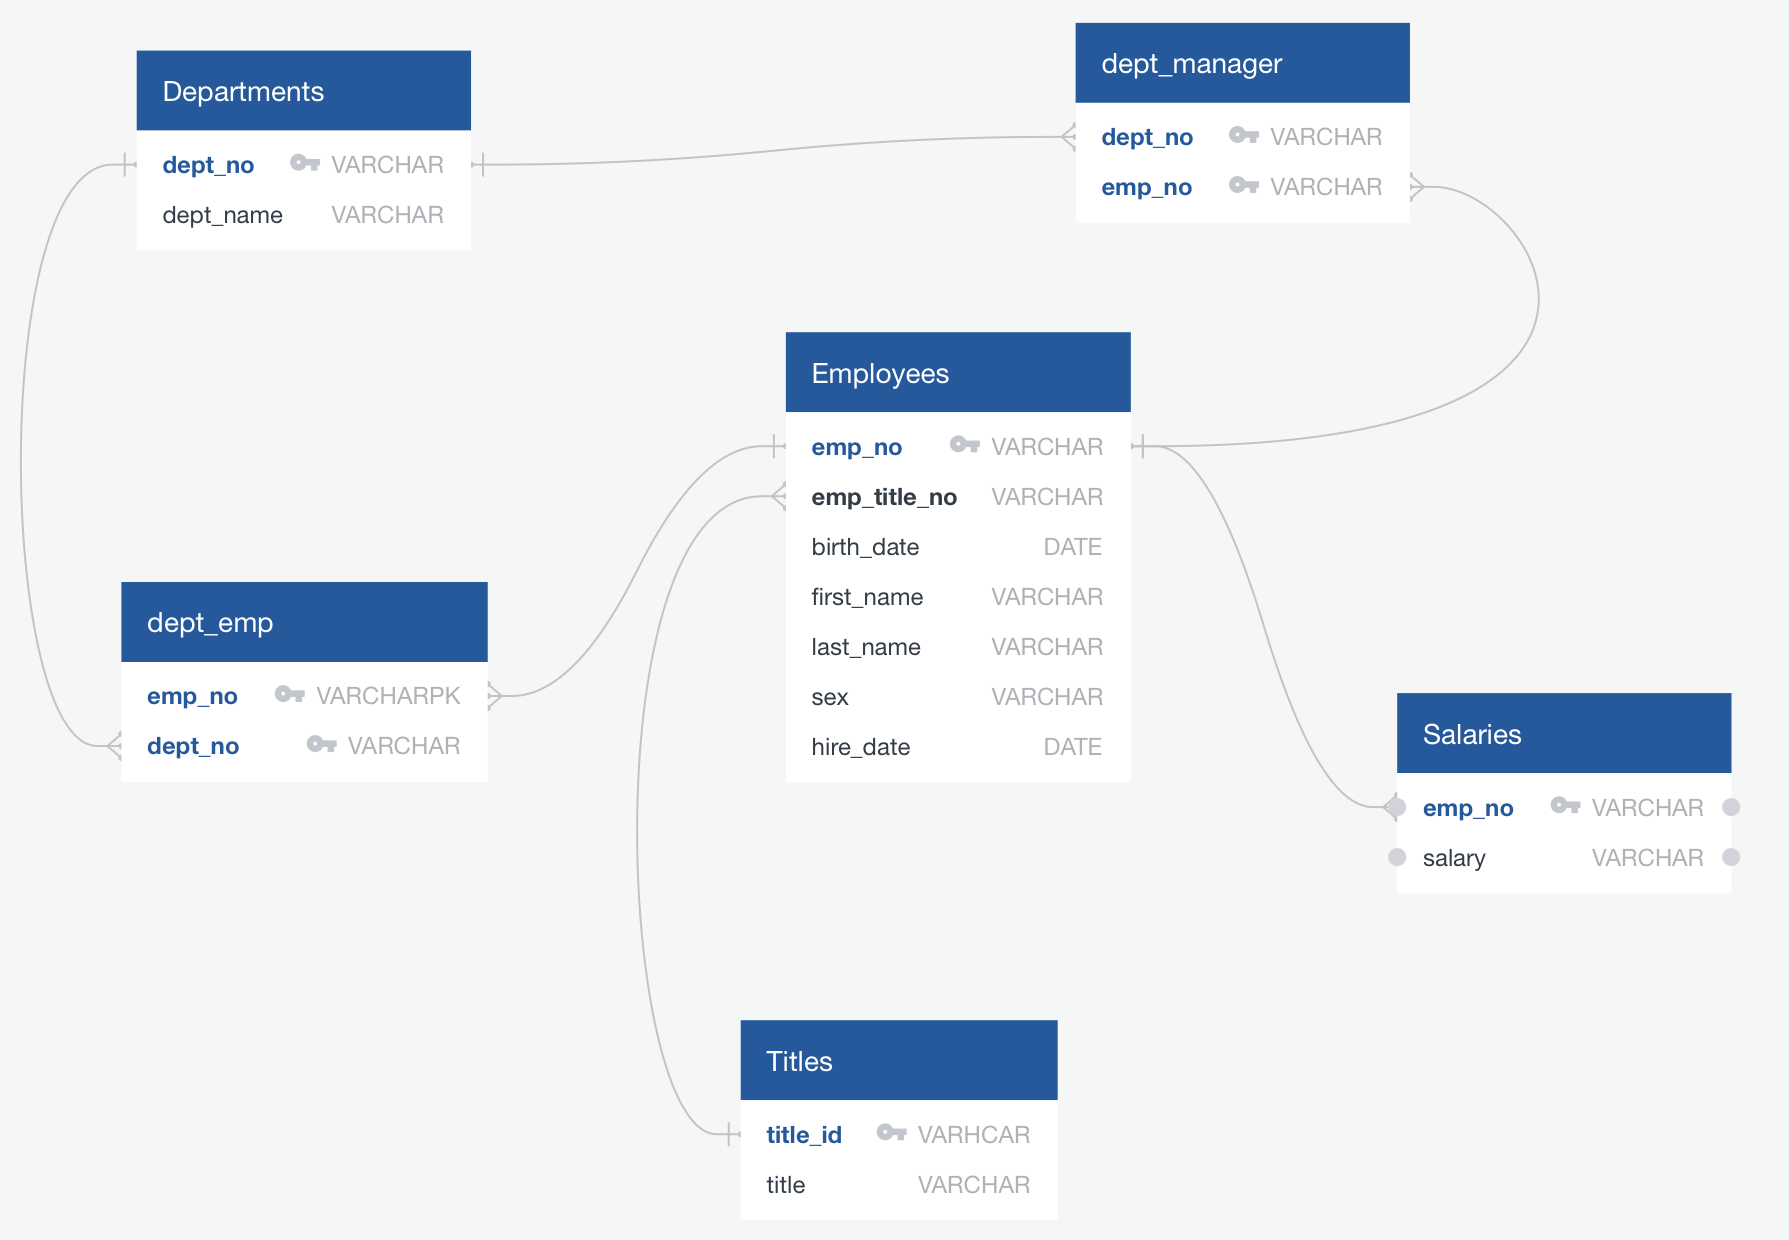 Departments
dept_no VARCHAR
dept_name VARCHAR
dept_manager
dept_no VARCHAR
emp_no VARCHAR
Employees
emp_no VARCHAR
emp_title_no VARCHAR
birth_date DATE
first_name VARCHAR
last_name VARCHAR
sex VARCHAR
hire_date DATE
dept_emp
emp_no VARCHARPK
dept_no VARCHAR
Salaries
emp_no VARCHAR
salary VARCHAR
Titles
title_id VARHCAR
title VARCHAR